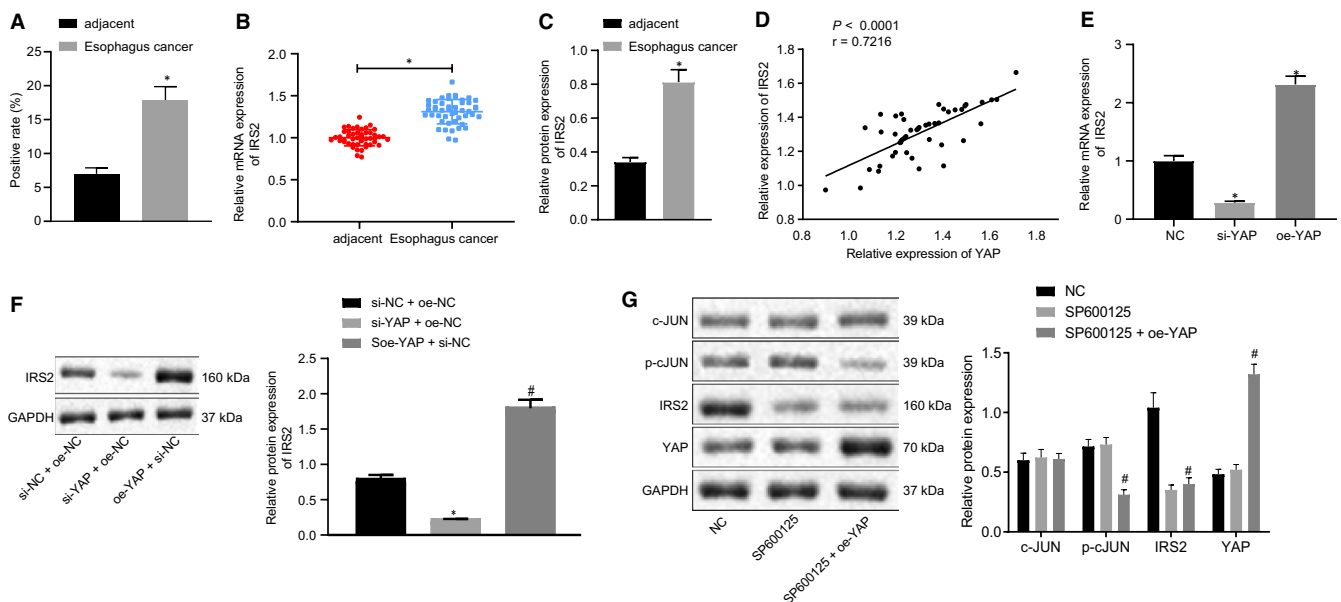 A
adjacent
Esophagus cancer
Positive rate (%)
25
20
15
10
5
0
*
B
Relative mRNA expression
of IRS2
2.0
1.5
1.0
0.5
0.0
*
adjacent
Esophagus cancer
C
adjacent
Esophagus cancer
Relative protein expression
of IRS2
1.0
0.8
0.6
0.4
0.2
0.0
*
D
P < 0.0001
r = 0.7216
Relative expression of IRS2
1.8
1.6
1.4
1.2
1.0
0.8
0.8
1.0
1.2
1.4
1.6
1.8
Relative expression of YAP
E
Relative mRNA expression
of IRS2
3
2
1
0
*
*
NC
si-YAP
oe-YAP
F
IRS2
160 kDa
GAPDH
37 kDa
si-NC + oe-NC
si-YAP + oe-NC
oe-YAP + si-NC
si-NC + oe-NC
si-YAP + oe-NC
Soe-YAP + si-NC
Relative protein expression
of IRS2
2.5
2.0
1.5
1.0
0.5
0.0
*
#
G
c-JUN
39 kDa
p-cJUN
39 kDa
IRS2
160 kDa
YAP
70 kDa
GAPDH
37 kDa
NC
SP600125
SP600125 + oe-YAP
NC
SP600125
SP600125 + oe-YAP
Relative protein expression
1.5
1.0
0.5
0.0
#
#
#
c-JUN
p-cJUN
IRS2
YAP